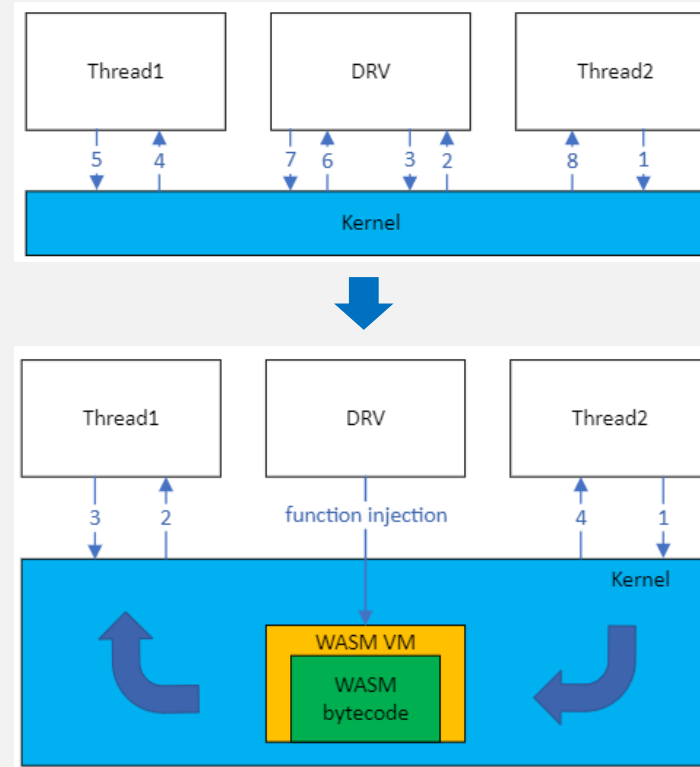 Thread1
DRV
Thread2
5 4 7 6 3 2 8 1
Kernel
Thread1
DRV
Thread2
3 2 function injection 4 1
Kernel
WASM VM
WASM
bytecode